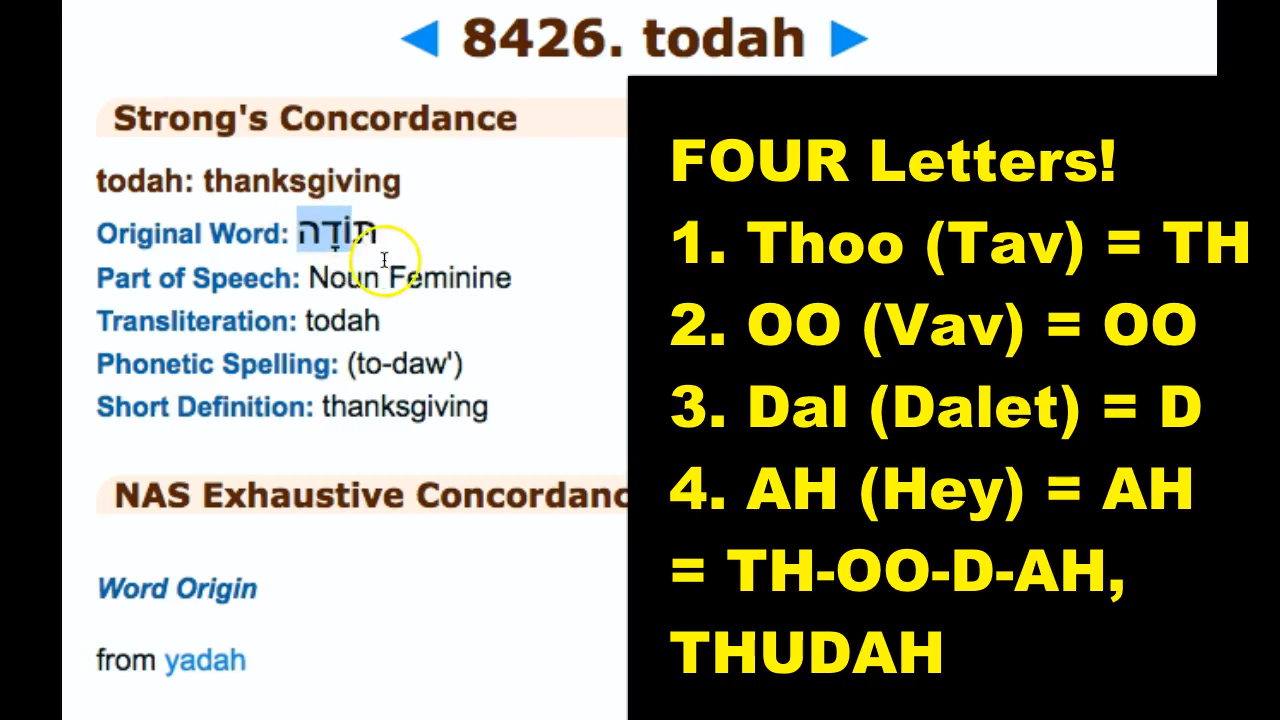 ◀ 8426. todah ▶
Strong's Concordance
todah: thanksgiving
Original Word: תּוֹדָה
Part of Speech: Noun Feminine
Transliteration: todah
Phonetic Spelling: (to-daw')
Short Definition: thanksgiving
NAS Exhaustive Concordanc
Word Origin
from yadah
FOUR Letters!
1. Thoo (Tav) = TH
2. OO (Vav) = OO
3. Dal (Dalet) = D
4. AH (Hey) = AH
= TH-OO-D-AH,
THUDAH